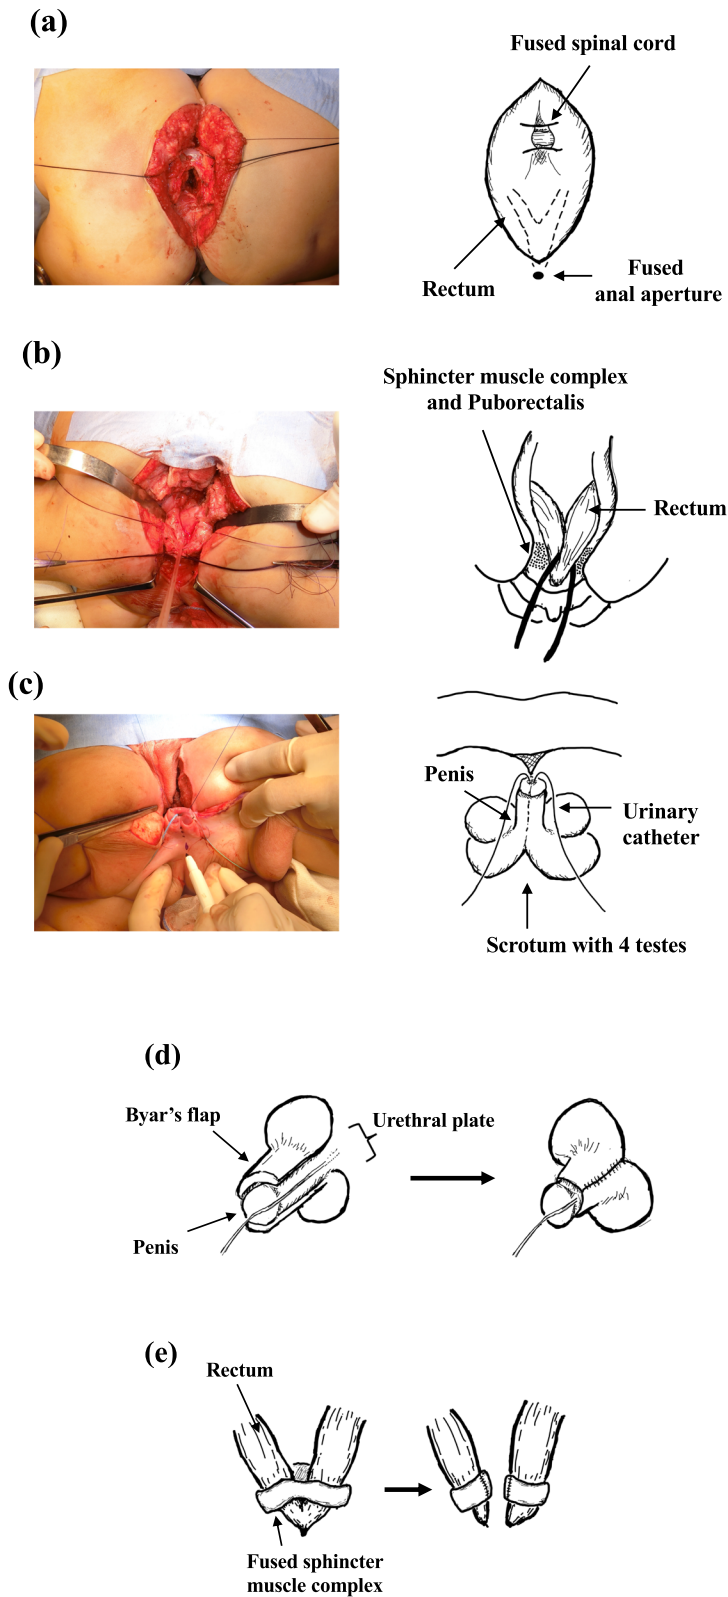 (a)
Fused spinal cord
Rectum
Fused
anal aperture
(b)
Sphincter muscle complex
and Puborectalis
Rectum
(c)
Penis
Urinary
catheter
Scrotum with 4 testes
(d)
Byar’s flap
Urethral plate
Penis
(e)
Rectum
Fused sphincter
muscle complex